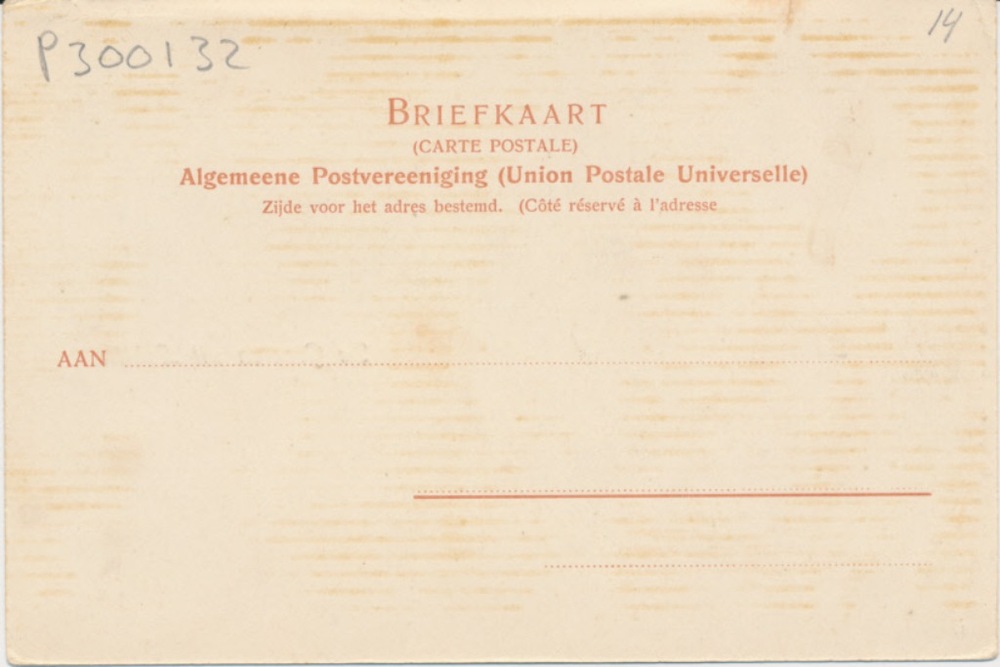 P300132
14
BRIEFKAART
(CARTE POSTALE)
Algemeene Postvereeniging (Union Postale Universelle)
Zijde voor het adres bestemd. (Côté réservé à l'adresse
AAN